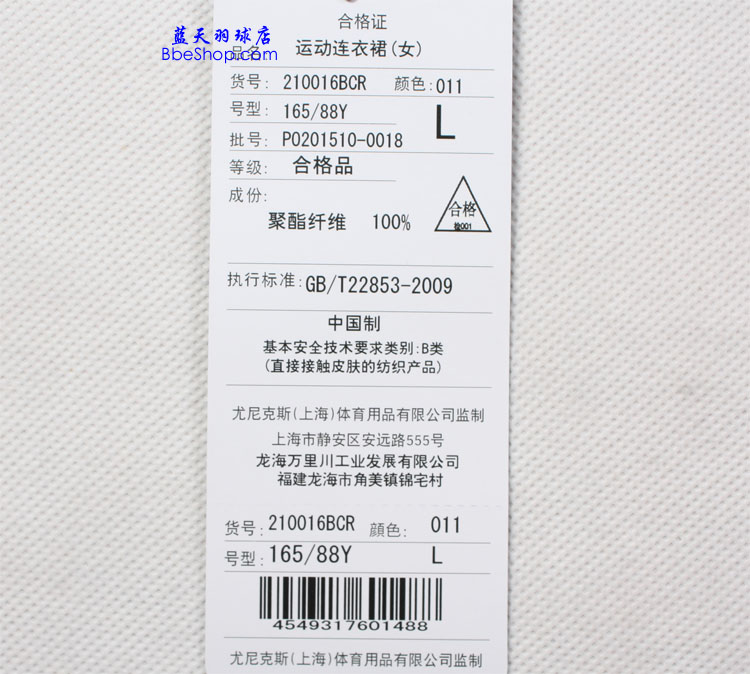 合格证
蓝天羽球店
BbeShop.com
品名: 运动连衣裙(女)
货号: 210016BCR 颜色: 011
号型: 165/88Y L
批号: P0201510-0018
等级: 合格品
成份:
合格
检001
聚酯纤维 100%
执行标准: GB/T22853-2009
中国制
基本安全技术要求类别:B类
(直接接触皮肤的纺织产品)
尤尼克斯(上海)体育用品有限公司监制
上海市静安区安远路555号
龙海万里川工业发展有限公司
福建龙海市角美镇锦宅村
货号: 210016BCR 颜色: 011
号型: 165/88Y L
4549317601488
尤尼克斯(上海)体育用品有限公司监制